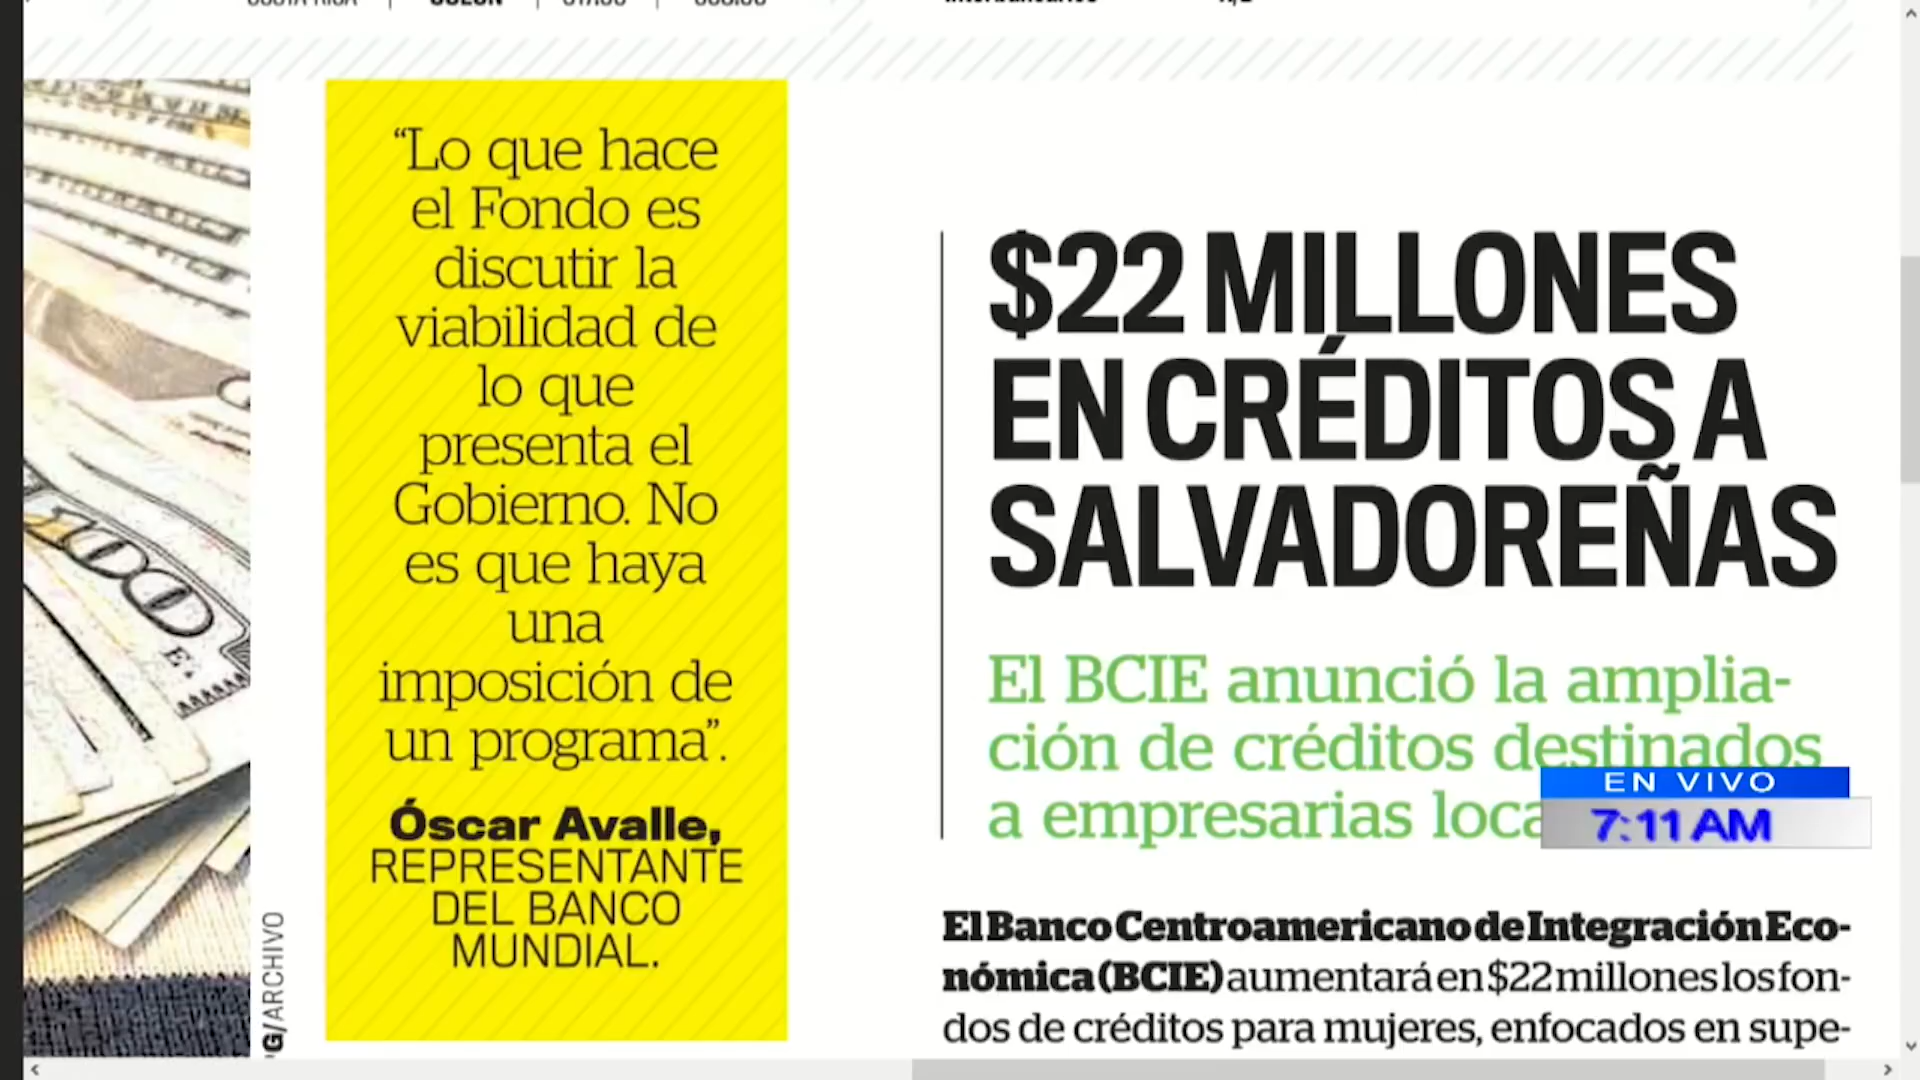 “Lo que hace
el Fondo es
discutir la
viabilidad de
lo que
presenta el
Gobierno. No
es que haya
una
imposición de
un programa”.
Óscar Avalle,
REPRESENTANTE
DEL BANCO
MUNDIAL.
G/ARCHIVO
100
$22 MILLONES
EN CRÉDITOS A
SALVADOREÑAS
El BCIE anunció la amplia-
ción de créditos destinados
a empresarias loca
EN VIVO
7:11 AM
El Banco Centroamericano de Integración Eco-
nómica (BCIE) aumentará en $22 millones los fon-
dos de créditos para mujeres, enfocados en supe-